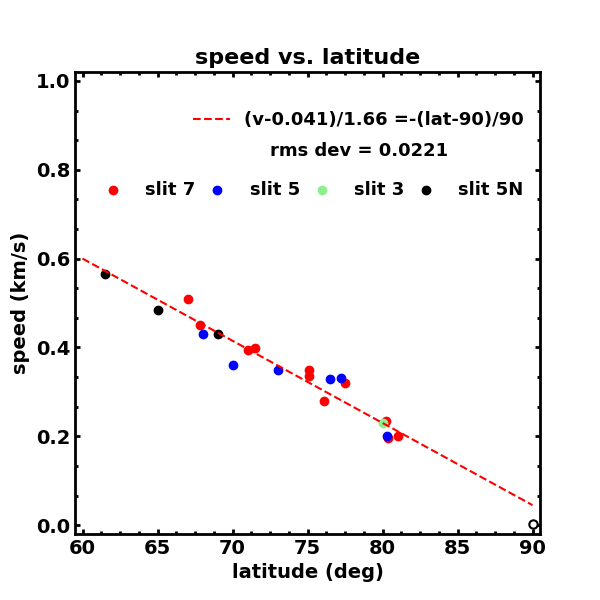 speed vs. latitude
(v-0.041)/1.66 =-(lat-90)/90
rms dev = 0.0221
slit 7 slit 5 slit 3 slit 5N
speed (km/s)
1.0
0.8
0.6
0.4
0.2
0.0
60 65 70 75 80 85 90
latitude (deg)